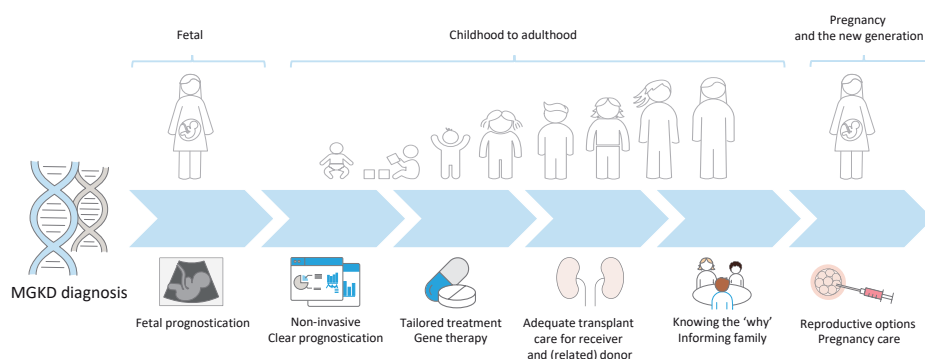 Fetal
Childhood to adulthood
Pregnancy
and the new generation
MGKD diagnosis
Fetal prognostication
Non-invasive
Clear prognostication
Tailored treatment
Gene therapy
Adequate transplant
care for receiver
and (related) donor
Knowing the ‘why’
Informing family
Reproductive options
Pregnancy care